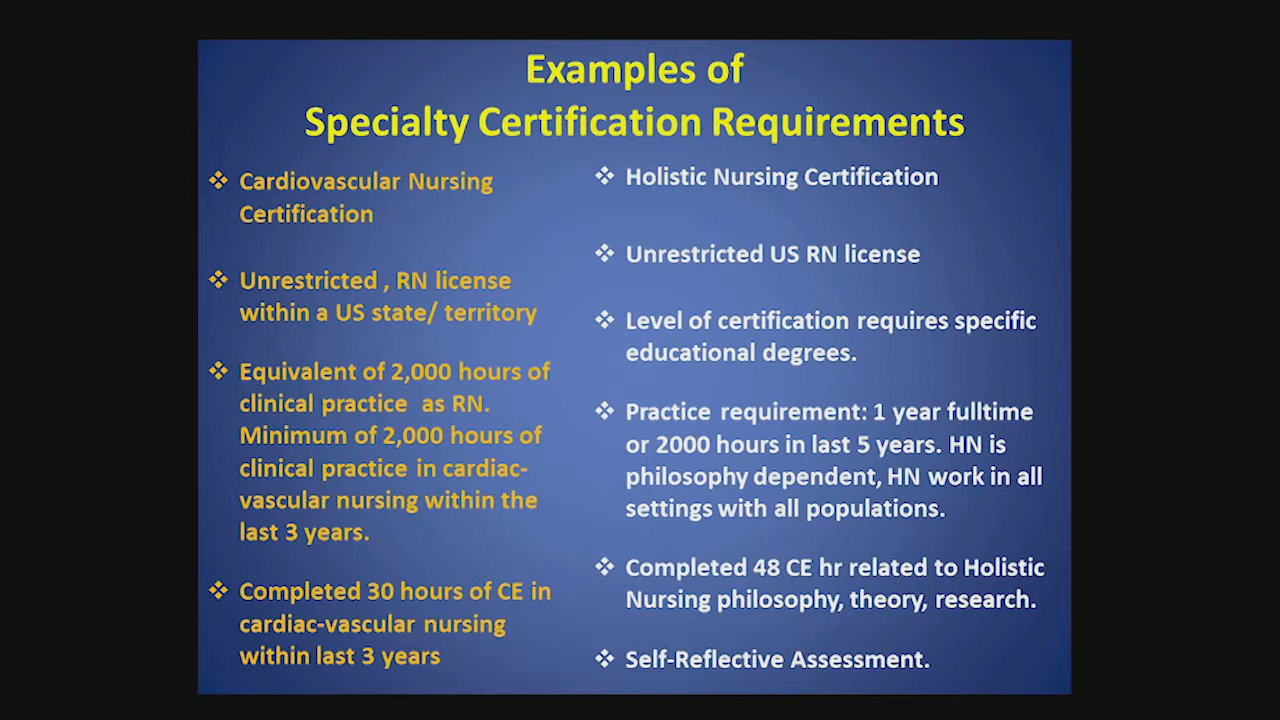 Examples of
Specialty Certification Requirements
❖ Cardiovascular Nursing
Certification
❖ Unrestricted , RN license
within a US state/ territory
❖ Equivalent of 2,000 hours of
clinical practice as RN.
Minimum of 2,000 hours of
clinical practice in cardiac-
vascular nursing within the
last 3 years.
❖ Completed 30 hours of CE in
cardiac-vascular nursing
within last 3 years
❖ Holistic Nursing Certification
❖ Unrestricted US RN license
❖ Level of certification requires specific
educational degrees.
❖ Practice requirement: 1 year fulltime
or 2000 hours in last 5 years. HN is
philosophy dependent, HN work in all
settings with all populations.
❖ Completed 48 CE hr related to Holistic
Nursing philosophy, theory, research.
❖ Self-Reflective Assessment.